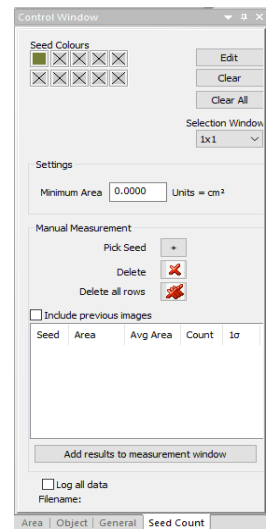 Control Window
Seed Colours
Edit
Clear
Clear All
Selection Window
1x1
Settings
Minimum Area 0.0000 Units = cm²
Manual Measurement
Pick Seed +
Delete
Delete all rows
Include previous images
Seed Area Avg Area Count 1σ
Add results to measurement window
Log all data
Filename:
Area | Object | General | Seed Count